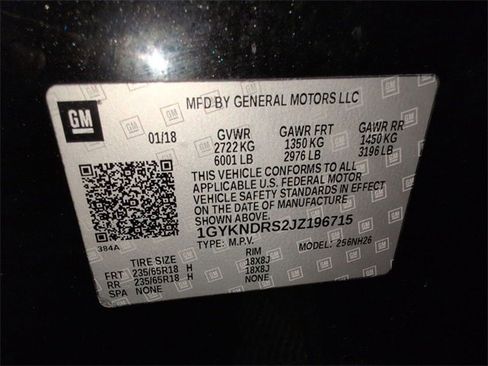 GM
MFD BY GENERAL MOTORS LLC
01/18
GVWR GAWR FRT GAWR RR
2722 KG 1350 KG 1450 KG
6001 LB 2976 LB 3196 LB
THIS VEHICLE CONFORMS TO ALL
APPLICABLE U.S. FEDERAL MOTOR
VEHICLE SAFETY STANDARDS IN EFFECT
ON THE DATE OF MANUFACTURE
SHOWN ABOVE.
1GYKNDRS2JZ196715
384A
TYPE: M.P.V. MODEL: 256NH26
TIRE SIZE RIM
FRT 235/65R18 H 18X8J
RR 235/65R18 H 18X8J
SPA NONE NONE